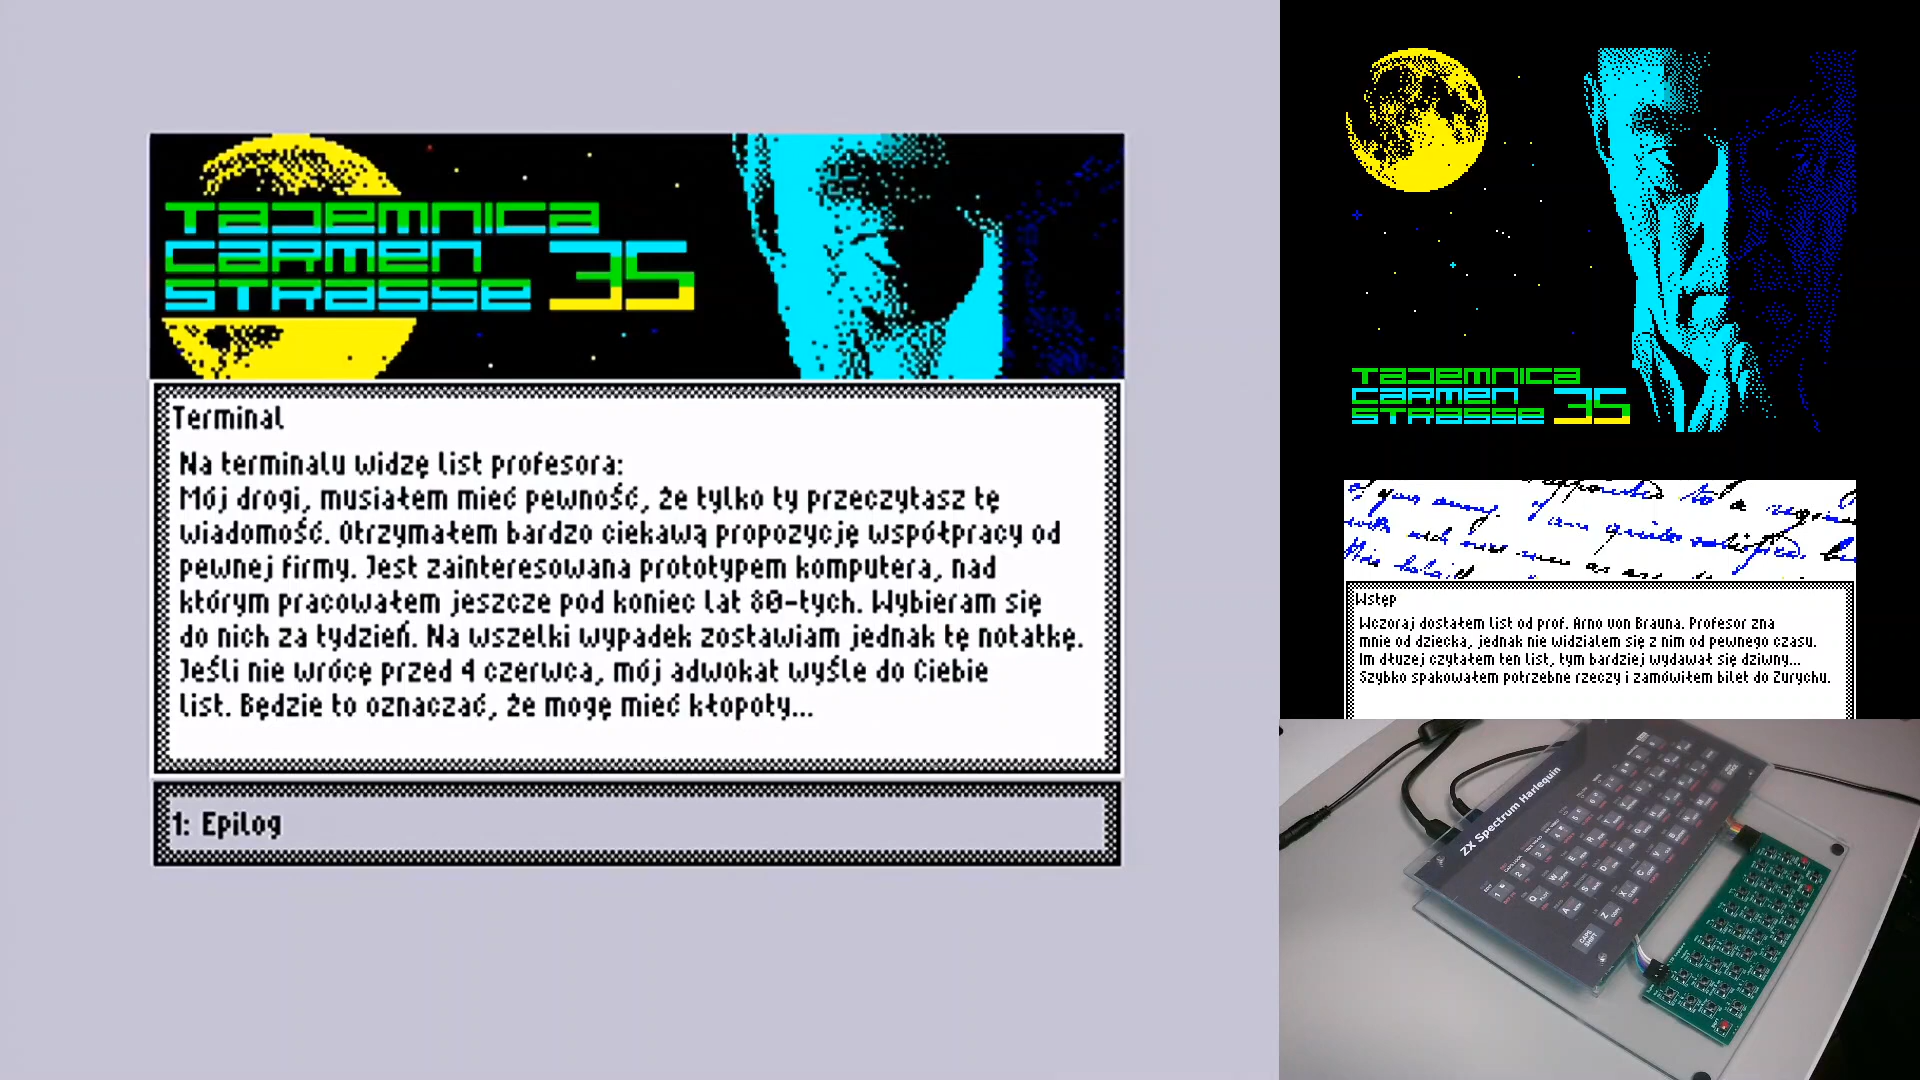 TAJEMNICA
CARMEN
STRASSE 35
Terminal
Na terminalu widzę list profesora:
Mój drogi, musiałem mieć pewność, że tylko ty przeczytasz tę
wiadomość. Otrzymałem bardzo ciekawą propozycję współpracy od
pewnej firmy. Jest zainteresowana prototypem komputera, nad
którym pracowałem jeszcze pod koniec lat 80-tych. Wybieram się
do nich za tydzień. Na wszelki wypadek zostawiam jednak tę notatkę.
Jeśli nie wrócę przed 4 czerwca, mój adwokat wyśle do Ciebie
list. Będzie to oznaczać, że mogę mieć kłopoty...
1: Epilog
TAJEMNICA
CARMEN
STRASSE 35
Wstęp
Wczoraj dostałem list od prof. Arno von Brauna. Profesor zna
mnie od dziecka, jednak nie widzialem się z nim od pewnego czasu.
Im dłuzej czytałem ten list, tym bardziej wydawał się dziwny...
Szybko spakowałem potrzebne rzeczy i zamówiłem bilet do Zurychu.
ZX Spectrum Harlequin